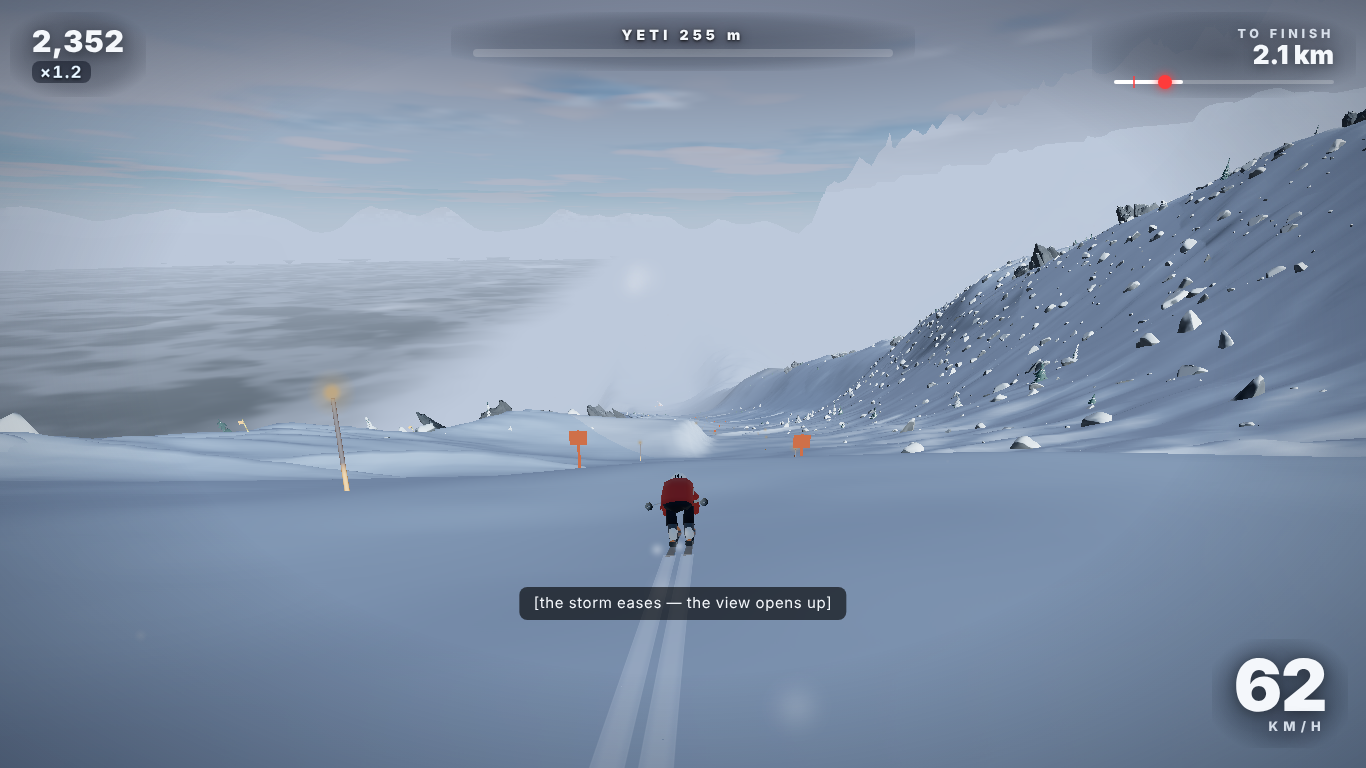 2,352
×1.2
YETI 255 m
TO FINISH
2.1 km
[the storm eases — the view opens up]
62
KM/H